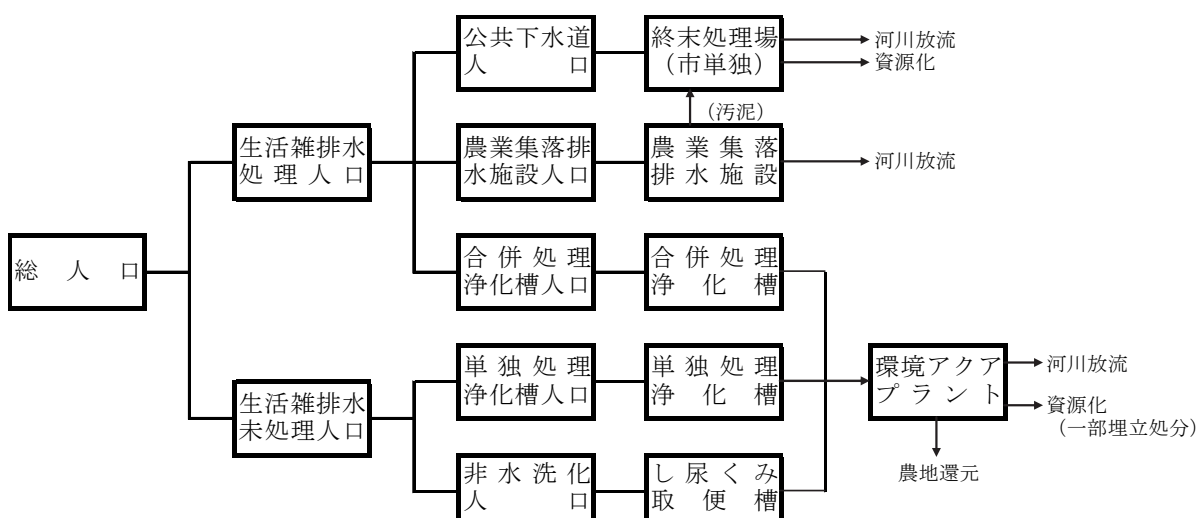 公共下水道
人口
終末処理場
（市単独）
河川放流
資源化
（汚泥）
生活雑排水
処理人口
農業集落排
水施設人口
農業集落
排水施設
河川放流
総人口
合併処理
浄化槽人口
合併処理
浄化槽
生活雑排水
未処理人口
単独処理
浄化槽人口
単独処理
浄化槽
環境アクア
プラント
河川放流
資源化
（一部埋立処分）
農地還元
非水洗化
人口
し尿くみ
取便槽